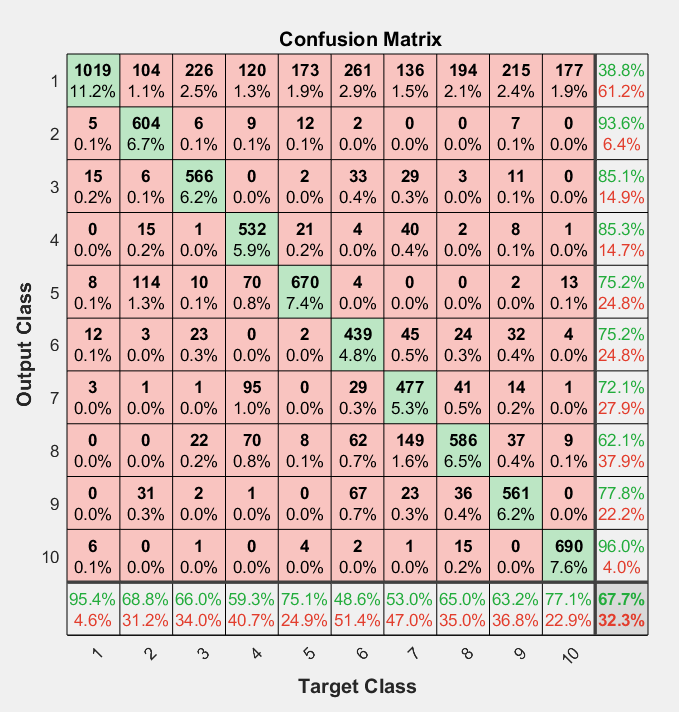 Confusion Matrix
1 1019 104 226 120 173 261 136 194 215 177 38.8%
11.2% 1.1% 2.5% 1.3% 1.9% 2.9% 1.5% 2.1% 2.4% 1.9% 61.2%
2 5 604 6 9 12 2 0 0 7 0 93.6%
0.1% 6.7% 0.1% 0.1% 0.1% 0.0% 0.0% 0.0% 0.1% 0.0% 6.4%
3 15 6 566 0 2 33 29 3 11 0 85.1%
0.2% 0.1% 6.2% 0.0% 0.0% 0.4% 0.3% 0.0% 0.1% 0.0% 14.9%
4 0 15 1 532 21 4 40 2 8 1 85.3%
0.0% 0.2% 0.0% 5.9% 0.2% 0.0% 0.4% 0.0% 0.1% 0.0% 14.7%
5 8 114 10 70 670 4 0 0 2 13 75.2%
0.1% 1.3% 0.1% 0.8% 7.4% 0.0% 0.0% 0.0% 0.0% 0.1% 24.8%
6 12 3 23 0 2 439 45 24 32 4 75.2%
0.1% 0.0% 0.3% 0.0% 0.0% 4.8% 0.5% 0.3% 0.4% 0.0% 24.8%
7 3 1 1 95 0 29 477 41 14 1 72.1%
0.0% 0.0% 0.0% 1.0% 0.0% 0.3% 5.3% 0.5% 0.2% 0.0% 27.9%
8 0 0 22 70 8 62 149 586 37 9 62.1%
0.0% 0.0% 0.2% 0.8% 0.1% 0.7% 1.6% 6.5% 0.4% 0.1% 37.9%
9 0 31 2 1 0 67 23 36 561 0 77.8%
0.0% 0.3% 0.0% 0.0% 0.0% 0.7% 0.3% 0.4% 6.2% 0.0% 22.2%
10 6 0 1 0 4 2 1 15 0 690 96.0%
0.1% 0.0% 0.0% 0.0% 0.0% 0.0% 0.0% 0.2% 0.0% 7.6% 4.0%
95.4% 68.8% 66.0% 59.3% 75.1% 48.6% 53.0% 65.0% 63.2% 77.1% 67.7%
4.6% 31.2% 34.0% 40.7% 24.9% 51.4% 47.0% 35.0% 36.8% 22.9% 32.3%
1 2 3 4 5 6 7 8 9 10
Target Class
Output Class